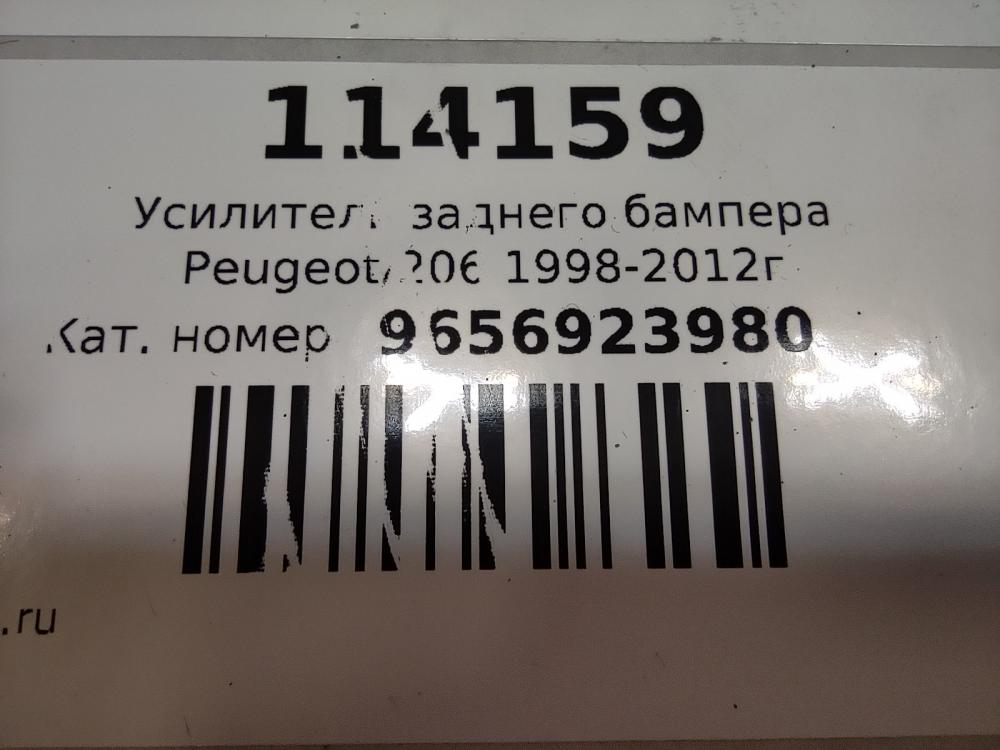 114159
Усилитель заднего бампера
Peugeot 206 1998-2012г
Кат. номер 9656923980
.ru